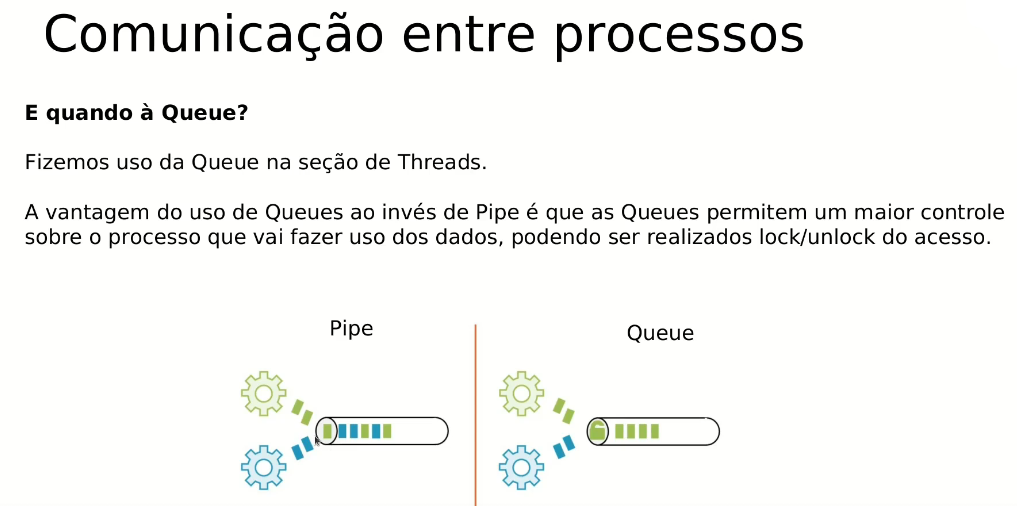 Comunicação entre processos
E quando à Queue?
Fizemos uso da Queue na seção de Threads.
A vantagem do uso de Queues ao invés de Pipe é que as Queues permitem um maior controle
sobre o processo que vai fazer uso dos dados, podendo ser realizados lock/unlock do acesso.
Pipe
Queue